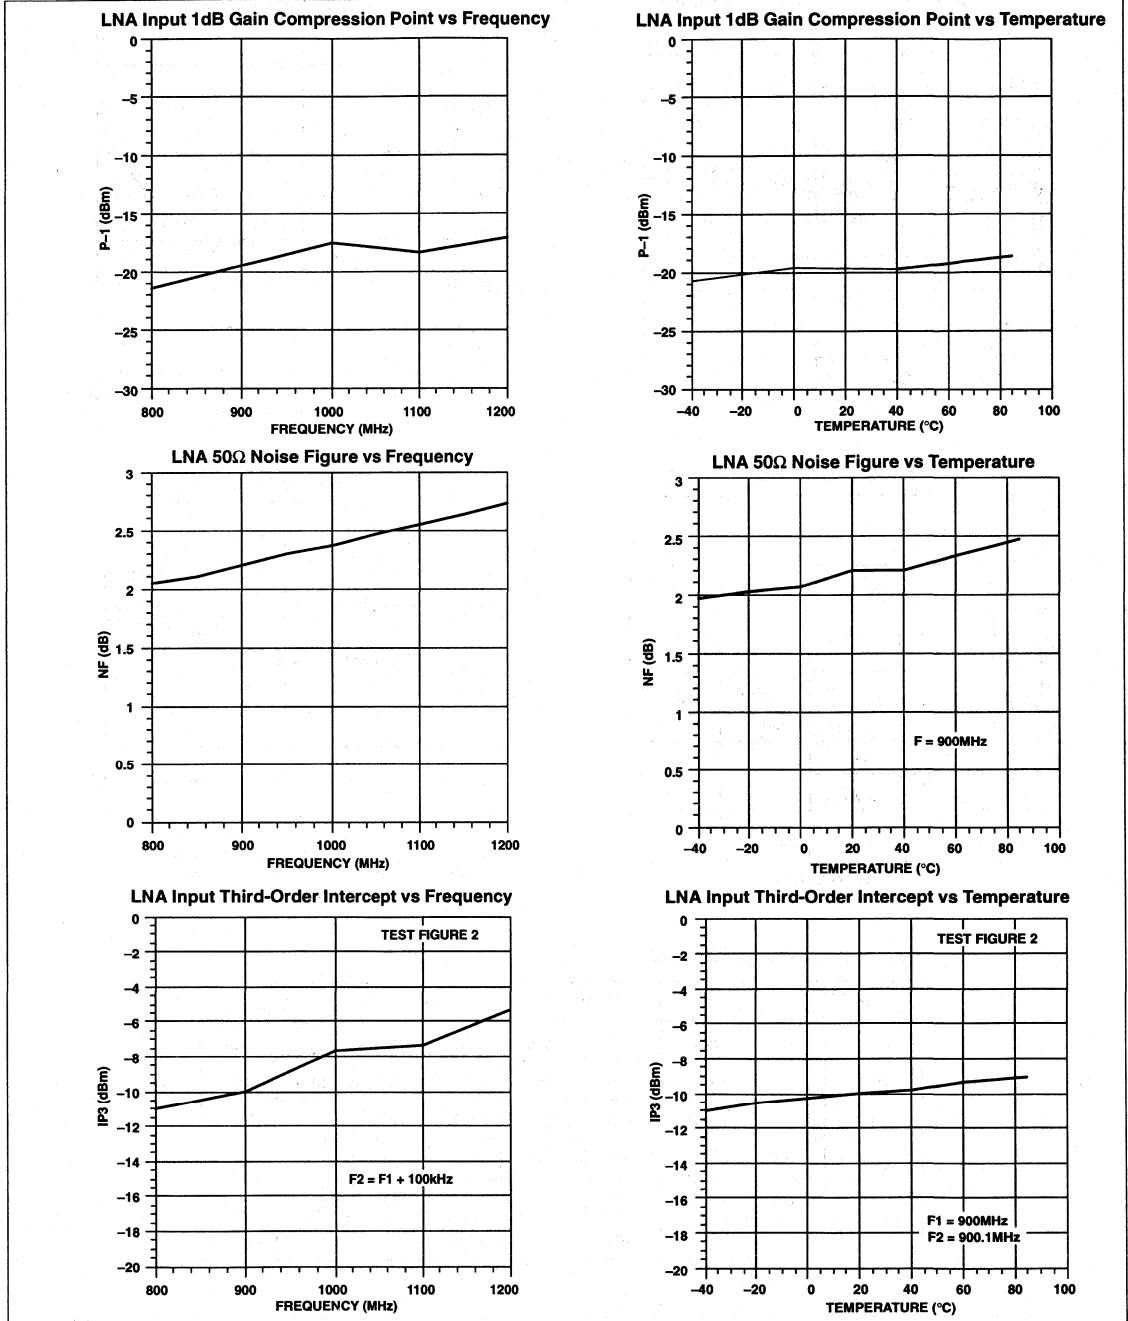 LNA Input 1dB Gain Compression Point vs Frequency
0
–5
–10
–15
–20
–25
–30
P–1 (dBm)
800 900 1000 1100 1200
FREQUENCY (MHz)
LNA Input 1dB Gain Compression Point vs Temperature
0
–5
–10
–15
–20
–25
–30
P–1 (dBm)
–40 –20 0 20 40 60 80 100
TEMPERATURE (°C)
LNA 50Ω Noise Figure vs Frequency
3
2.5
2
1.5
1
0.5
0
NF (dB)
800 900 1000 1100 1200
FREQUENCY (MHz)
LNA 50Ω Noise Figure vs Temperature
3
2.5
2
1.5
1
0.5
0
NF (dB)
F = 900MHz
–40 –20 0 20 40 60 80 100
TEMPERATURE (°C)
LNA Input Third-Order Intercept vs Frequency
0
–2
–4
–6
–8
–10
–12
–14
–16
–18
–20
IP3 (dBm)
TEST FIGURE 2
F2 = F1 + 100kHz
800 900 1000 1100 1200
FREQUENCY (MHz)
LNA Input Third-Order Intercept vs Temperature
0
–2
–4
–6
–8
–10
–12
–14
–16
–18
–20
IP3 (dBm)
TEST FIGURE 2
F1 = 900MHz
F2 = 900.1MHz
–40 –20 0 20 40 60 80 100
TEMPERATURE (°C)